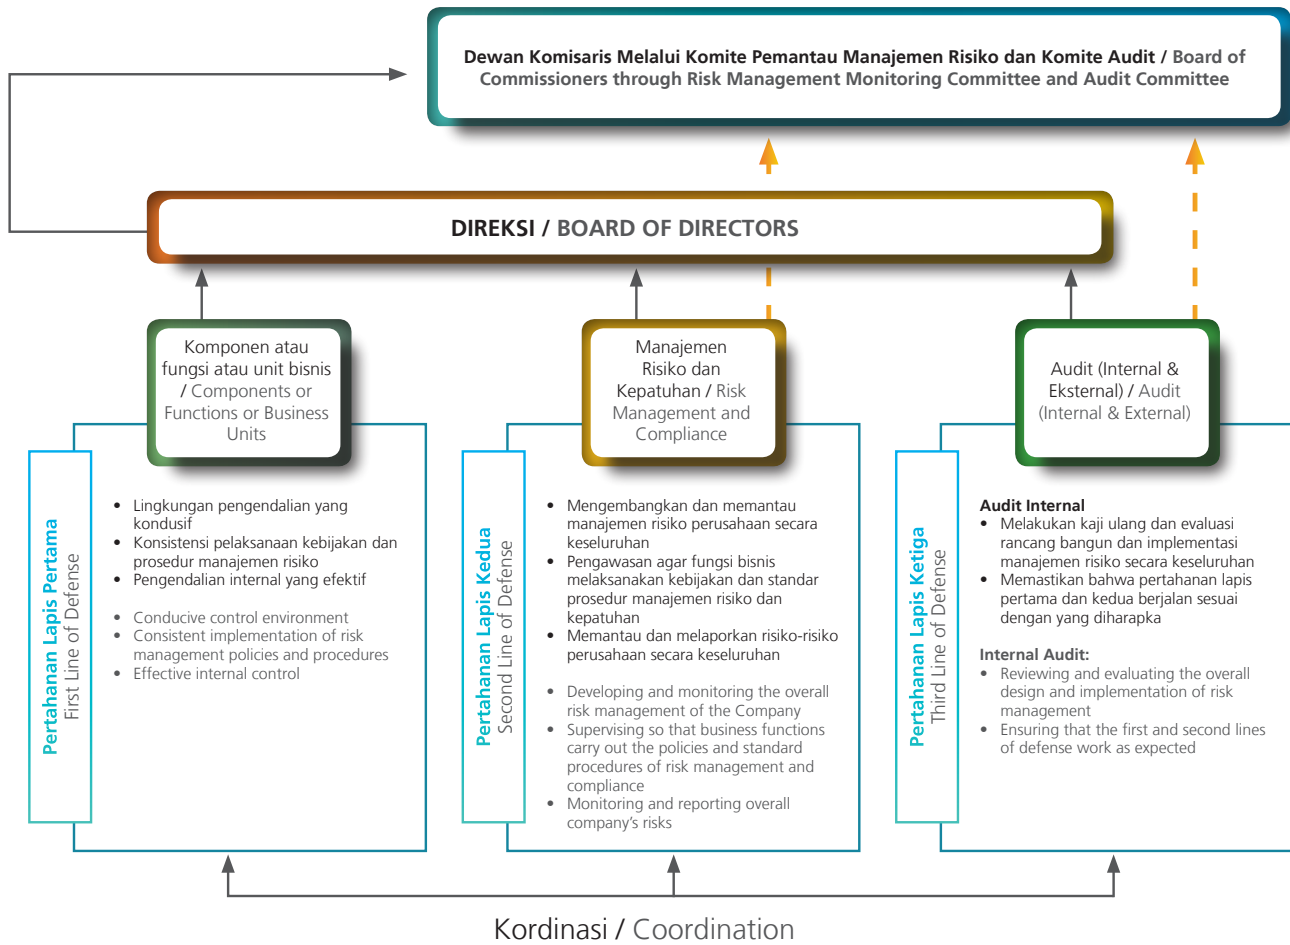 Dewan Komisaris Melalui Komite Pemantau Manajemen Risiko dan Komite Audit / Board of
Commissioners through Risk Management Monitoring Committee and Audit Committee
DIREKSI / BOARD OF DIRECTORS
Komponen atau
fungsi atau unit bisnis
/ Components or
Functions or Business
Units
Pertahanan Lapis Pertama
First Line of Defense
• Lingkungan pengendalian yang
kondusif
• Konsistensi pelaksanaan kebijakan dan
prosedur manajemen risiko
• Pengendalian internal yang efektif
• Conducive control environment
• Consistent implementation of risk
management policies and procedures
• Effective internal control
Manajemen
Risiko dan
Kepatuhan / Risk
Management and
Compliance
Pertahanan Lapis Kedua
Second Line of Defense
• Mengembangkan dan memantau
manajemen risiko perusahaan secara
keseluruhan
• Pengawasan agar fungsi bisnis
melaksanakan kebijakan dan standar
prosedur manajemen risiko dan
kepatuhan
• Memantau dan melaporkan risiko-risiko
perusahaan secara keseluruhan
• Developing and monitoring the overall
risk management of the Company
• Supervising so that business functions
carry out the policies and standard
procedures of risk management and
compliance
• Monitoring and reporting overall
company's risks
Audit (Internal &
Eksternal) / Audit
(Internal & External)
Pertahanan Lapis Ketiga
Third Line of Defense
Audit Internal
• Melakukan kaji ulang dan evaluasi
rancang bangun dan implementasi
manajemen risiko secara keseluruhan
• Memastikan bahwa pertahanan lapis
pertama dan kedua berjalan sesuai
dengan yang diharapka
Internal Audit:
• Reviewing and evaluating the overall
design and implementation of risk
management
• Ensuring that the first and second lines
of defense work as expected
Kordinasi / Coordination